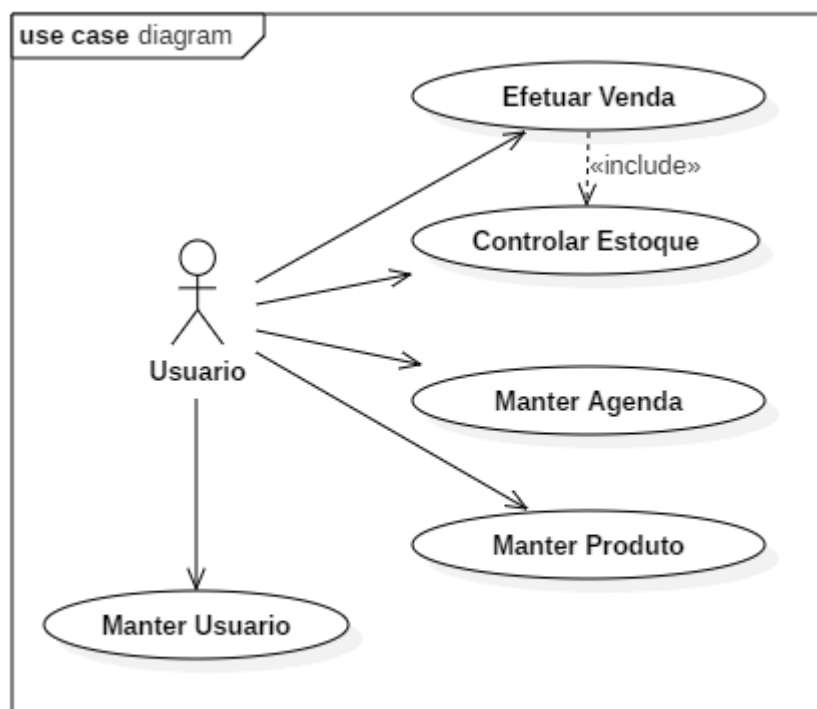 use case diagram
Efetuar Venda
«include»
Controlar Estoque
Usuario
Manter Agenda
Manter Produto
Manter Usuario